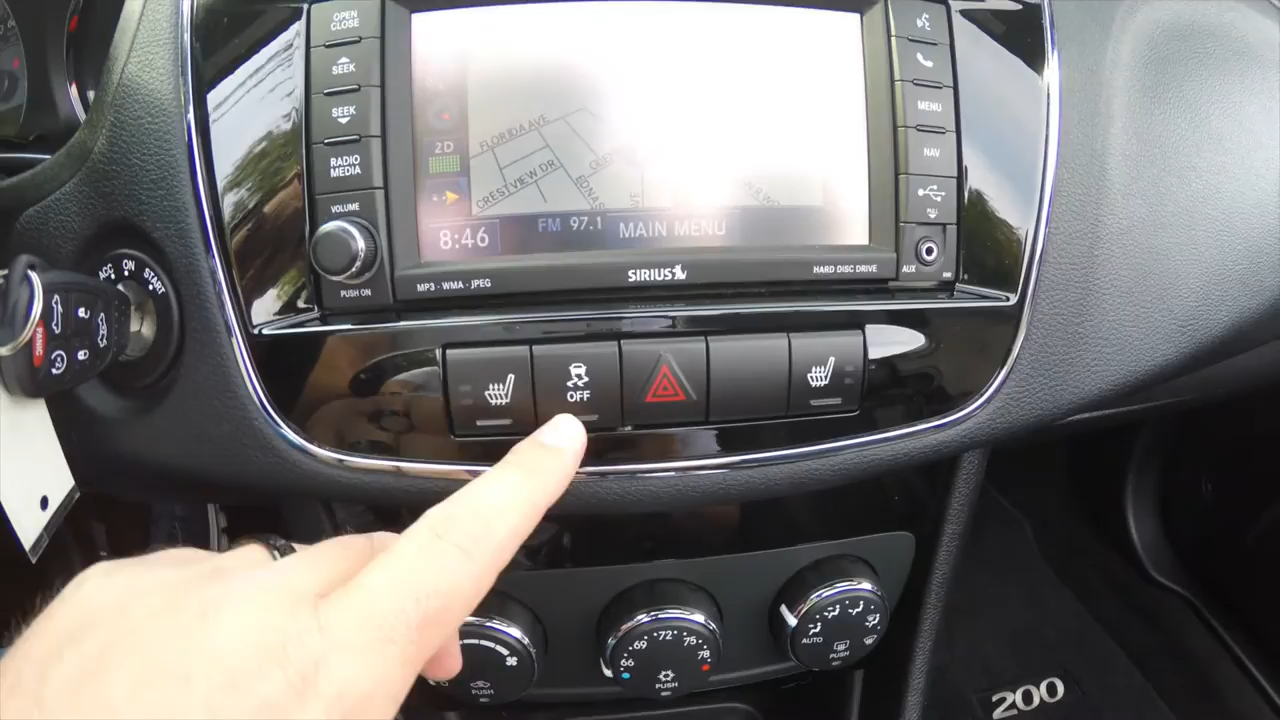 OPEN
CLOSE
SEEK
SEEK
RADIO
MEDIA
VOLUME
PUSH ON
MENU
NAV
PULL
AUX
2D
FLORIDA AVE
CRESTVIEW DR
EDNAS
8:46
FM 97.1
MAIN MENU
MP3 · WMA · JPEG
SIRIUS
HARD DISC DRIVE
ACC ON START
PANIC
OFF
PUSH
66 69 72 75 78
PUSH
AUTO
PUSH
200